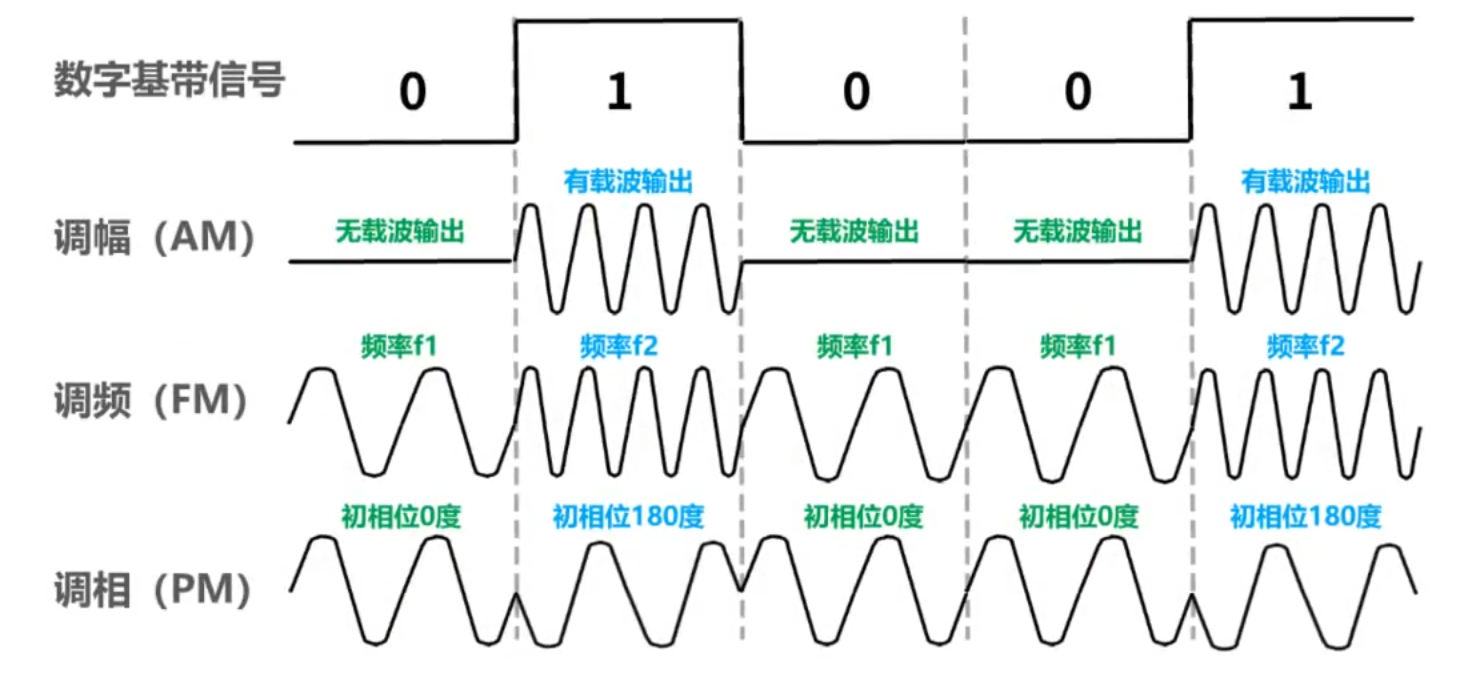 数字基带信号 0 1 0 0 1
有载波输出 有载波输出
调幅（AM） 无载波输出 无载波输出 无载波输出
频率f1 频率f2 频率f1 频率f1 频率f2
调频（FM）
初相位0度 初相位180度 初相位0度 初相位0度 初相位180度
调相（PM）